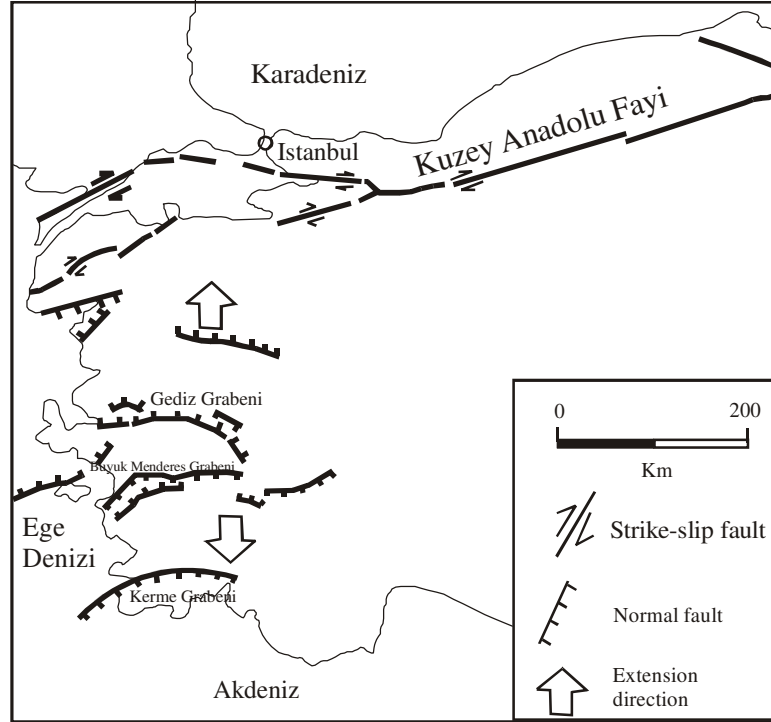 Karadeniz
Istanbul
Kuzey Anadolu Fayi
Gediz Grabeni
Büyuk Menderes Grabeni
Ege
Denizi
Kerme Grabeni
Akdeniz
0 200
Km
Strike-slip fault
Normal fault
Extension
direction